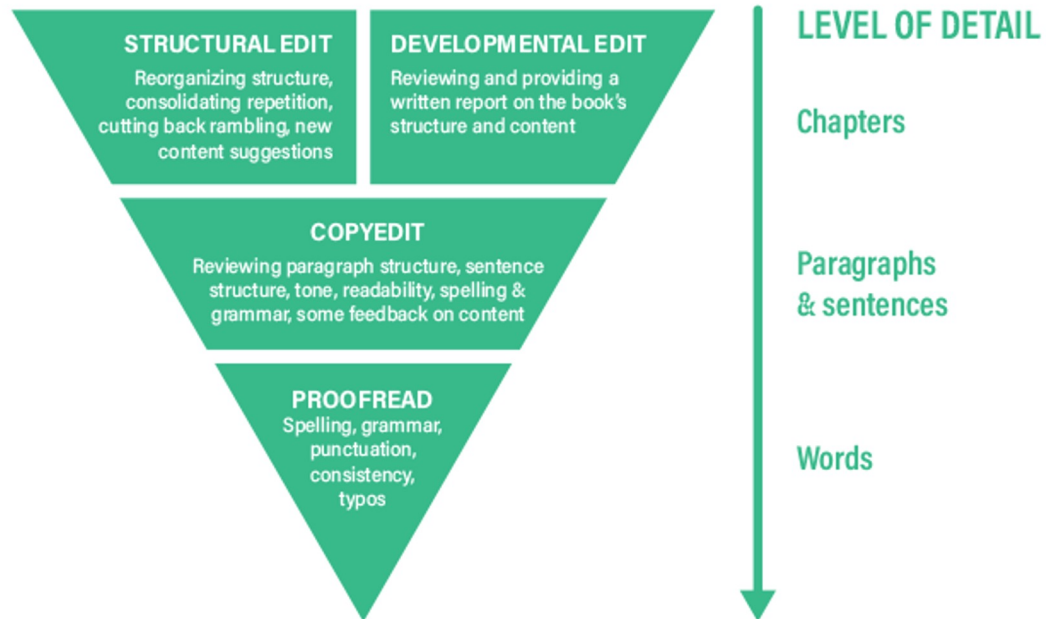 STRUCTURAL EDIT
Reorganizing structure,
consolidating repetition,
cutting back rambling, new
content suggestions
DEVELOPMENTAL EDIT
Reviewing and providing a
written report on the book's
structure and content
COPYEDIT
Reviewing paragraph structure, sentence
structure, tone, readability, spelling &
grammar, some feedback on content
PROOFREAD
Spelling, grammar,
punctuation,
consistency,
typos
LEVEL OF DETAIL
Chapters
Paragraphs
& sentences
Words